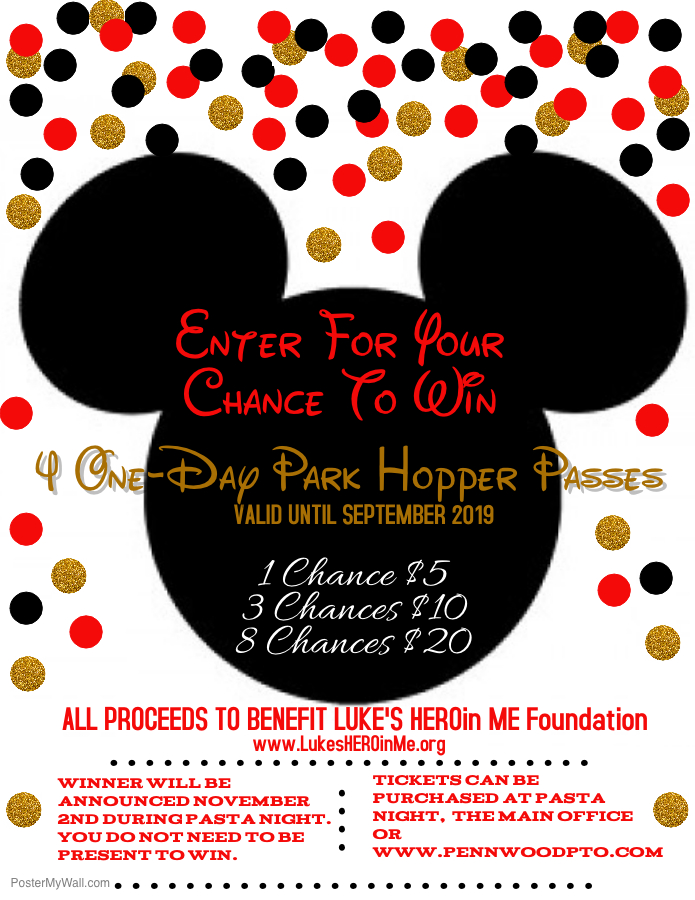 Enter For Your
Chance To Win
4 One-Day Park Hopper Passes
VALID UNTIL SEPTEMBER 2019
1 Chance $5
3 Chances $10
8 Chances $20
ALL PROCEEDS TO BENEFIT LUKE'S HEROin ME Foundation
www.LukesHEROinMe.org
WINNER WILL BE
ANNOUNCED NOVEMBER
2ND DURING PASTA NIGHT.
YOU DO NOT NEED TO BE
PRESENT TO WIN.
TICKETS CAN BE
PURCHASED AT PASTA
NIGHT, THE MAIN OFFICE
OR
WWW.PENNWOODPTO.COM
PosterMyWall.com